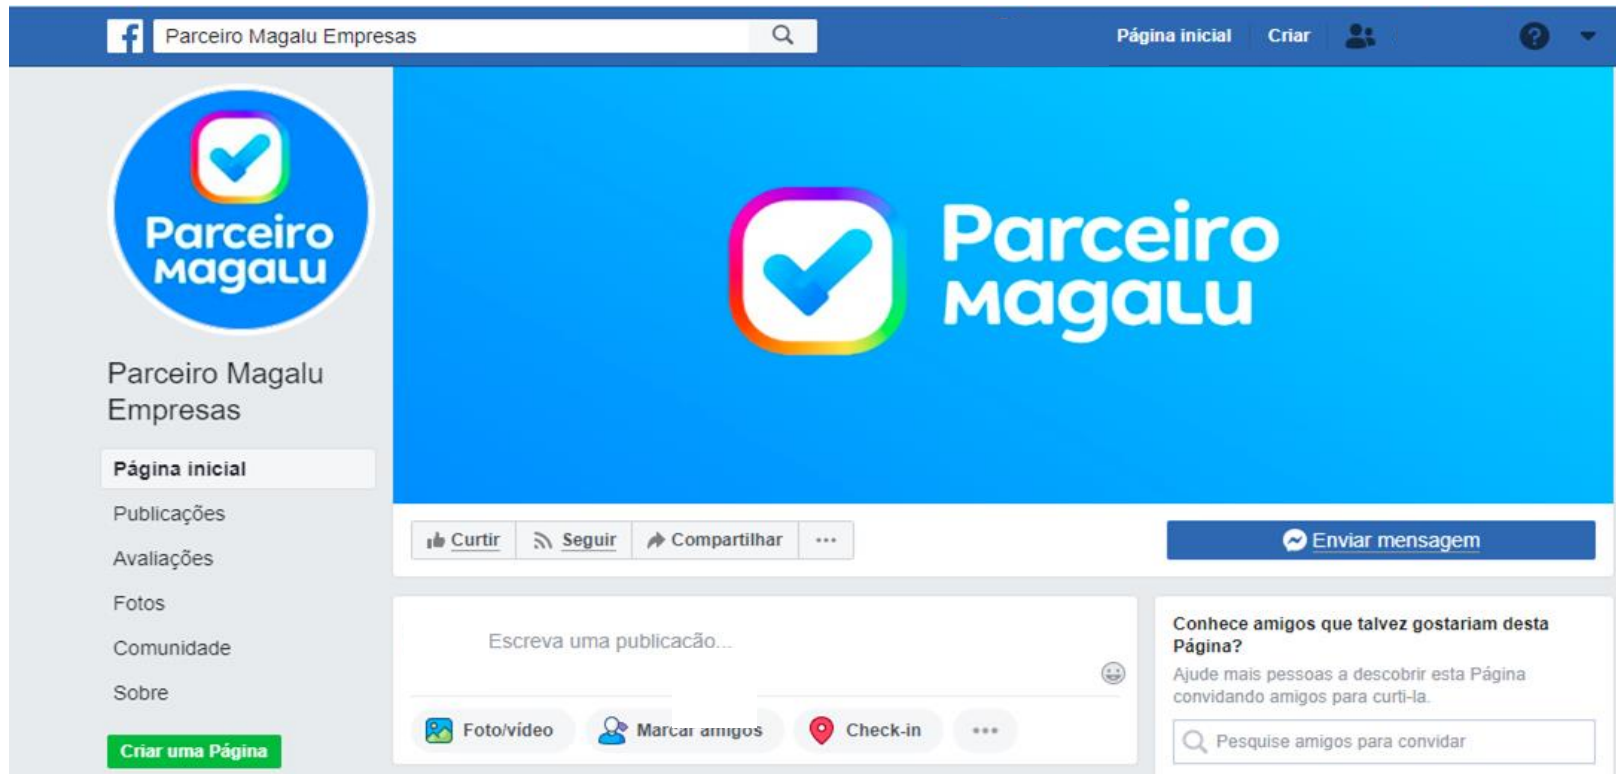 Parceiro Magalu Empresas
Página inicial
Criar
Parceiro
Magalu
Parceiro Magalu
Empresas
Página inicial
Publicações
Avaliações
Fotos
Comunidade
Sobre
Criar uma Página
Parceiro
Magalu
Curtir
Seguir
Compartilhar
Enviar mensagem
Escreva uma publicacão...
Foto/vídeo
Marcar amigos
Check-in
Conhece amigos que talvez gostariam desta
Página?
Ajude mais pessoas a descobrir esta Página
convidando amigos para curti-la.
Pesquise amigos para convidar